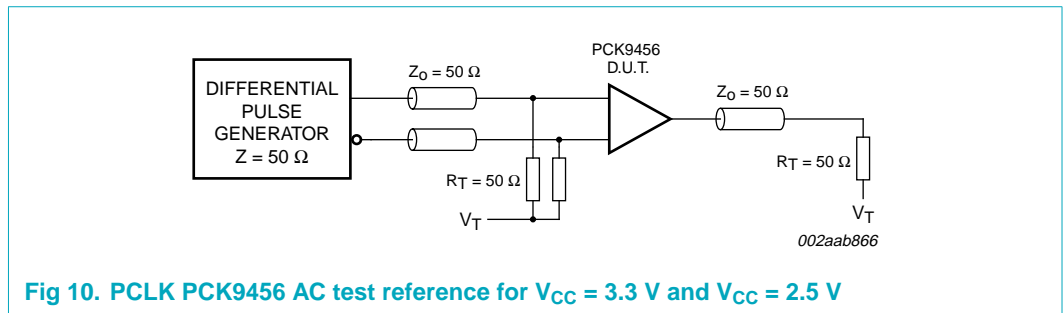 PCK9456
D.U.T.
DIFFERENTIAL
PULSE
GENERATOR
Z = 50 Ω
Zo = 50 Ω
Zo = 50 Ω
RT = 50 Ω
VT
RT = 50 Ω
VT
002aab866
Fig 10. PCLK PCK9456 AC test reference for VCC = 3.3 V and VCC = 2.5 V